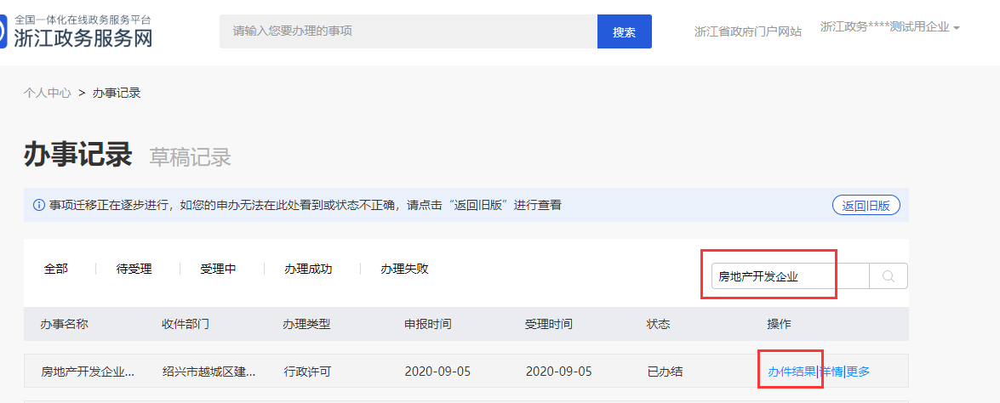 全国一体化在线政务服务平台
浙江政务服务网
请输入您要办理的事项
搜索
浙江省政府门户网站
浙江政务****测试用企业
个人中心 > 办事记录
办事记录 草稿记录
事项迁移正在逐步进行，如您的申办无法在此处看到或状态不正确，请点击“返回旧版”进行查看
返回旧版
全部 待受理 受理中 办理成功 办理失败
房地产开发企业
办事名称 收件部门 办理类型 申报时间 受理时间 状态 操作
房地产开发企业... 绍兴市越城区建... 行政许可 2020-09-05 2020-09-05 已办结 办件结果|详情|更多